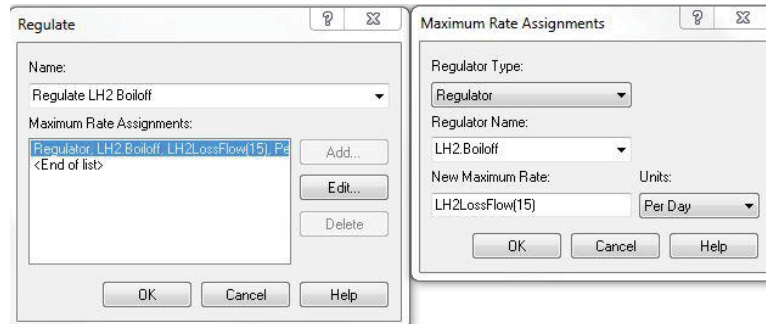 Regulate
Name:
Regulate LH2 Boiloff
Maximum Rate Assignments:
Regulator, LH2.Boiloff, LH2LossFlow(15), Pe
<End of list>
Add...
Edit...
Delete
OK
Cancel
Help
Maximum Rate Assignments
Regulator Type:
Regulator
Regulator Name:
LH2.Boiloff
New Maximum Rate:
Units:
LH2LossFlow(15)
Per Day
OK
Cancel
Help